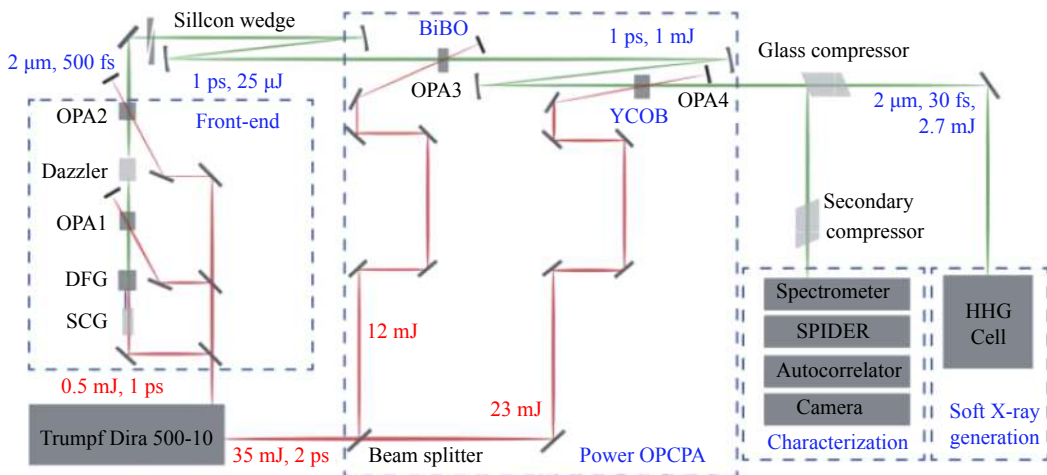 Sillcon wedge
BiBO
1 ps, 1 mJ
Glass compressor
2 μm, 500 fs
1 ps, 25 μJ
OPA3
OPA4
2 μm, 30 fs,
2.7 mJ
YCOB
OPA2
Front-end
Dazzler
OPA1
DFG
SCG
Secondary
compressor
12 mJ
Spectrometer
SPIDER
Autocorrelator
Camera
Characterization
HHG
Cell
Soft X-ray
generation
0.5 mJ, 1 ps
23 mJ
Trumpf Dira 500-10
35 mJ, 2 ps
Beam splitter
Power OPCPA